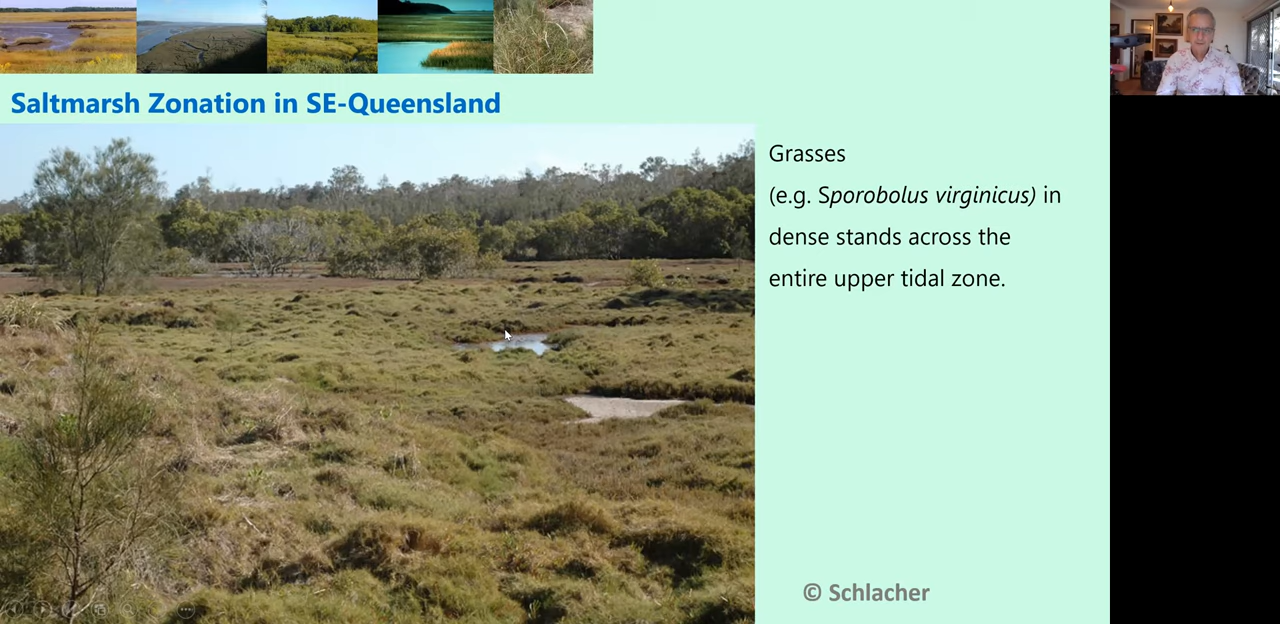 Saltmarsh Zonation in SE-Queensland
Grasses
(e.g. Sporobolus virginicus) in
dense stands across the
entire upper tidal zone.
© Schlacher